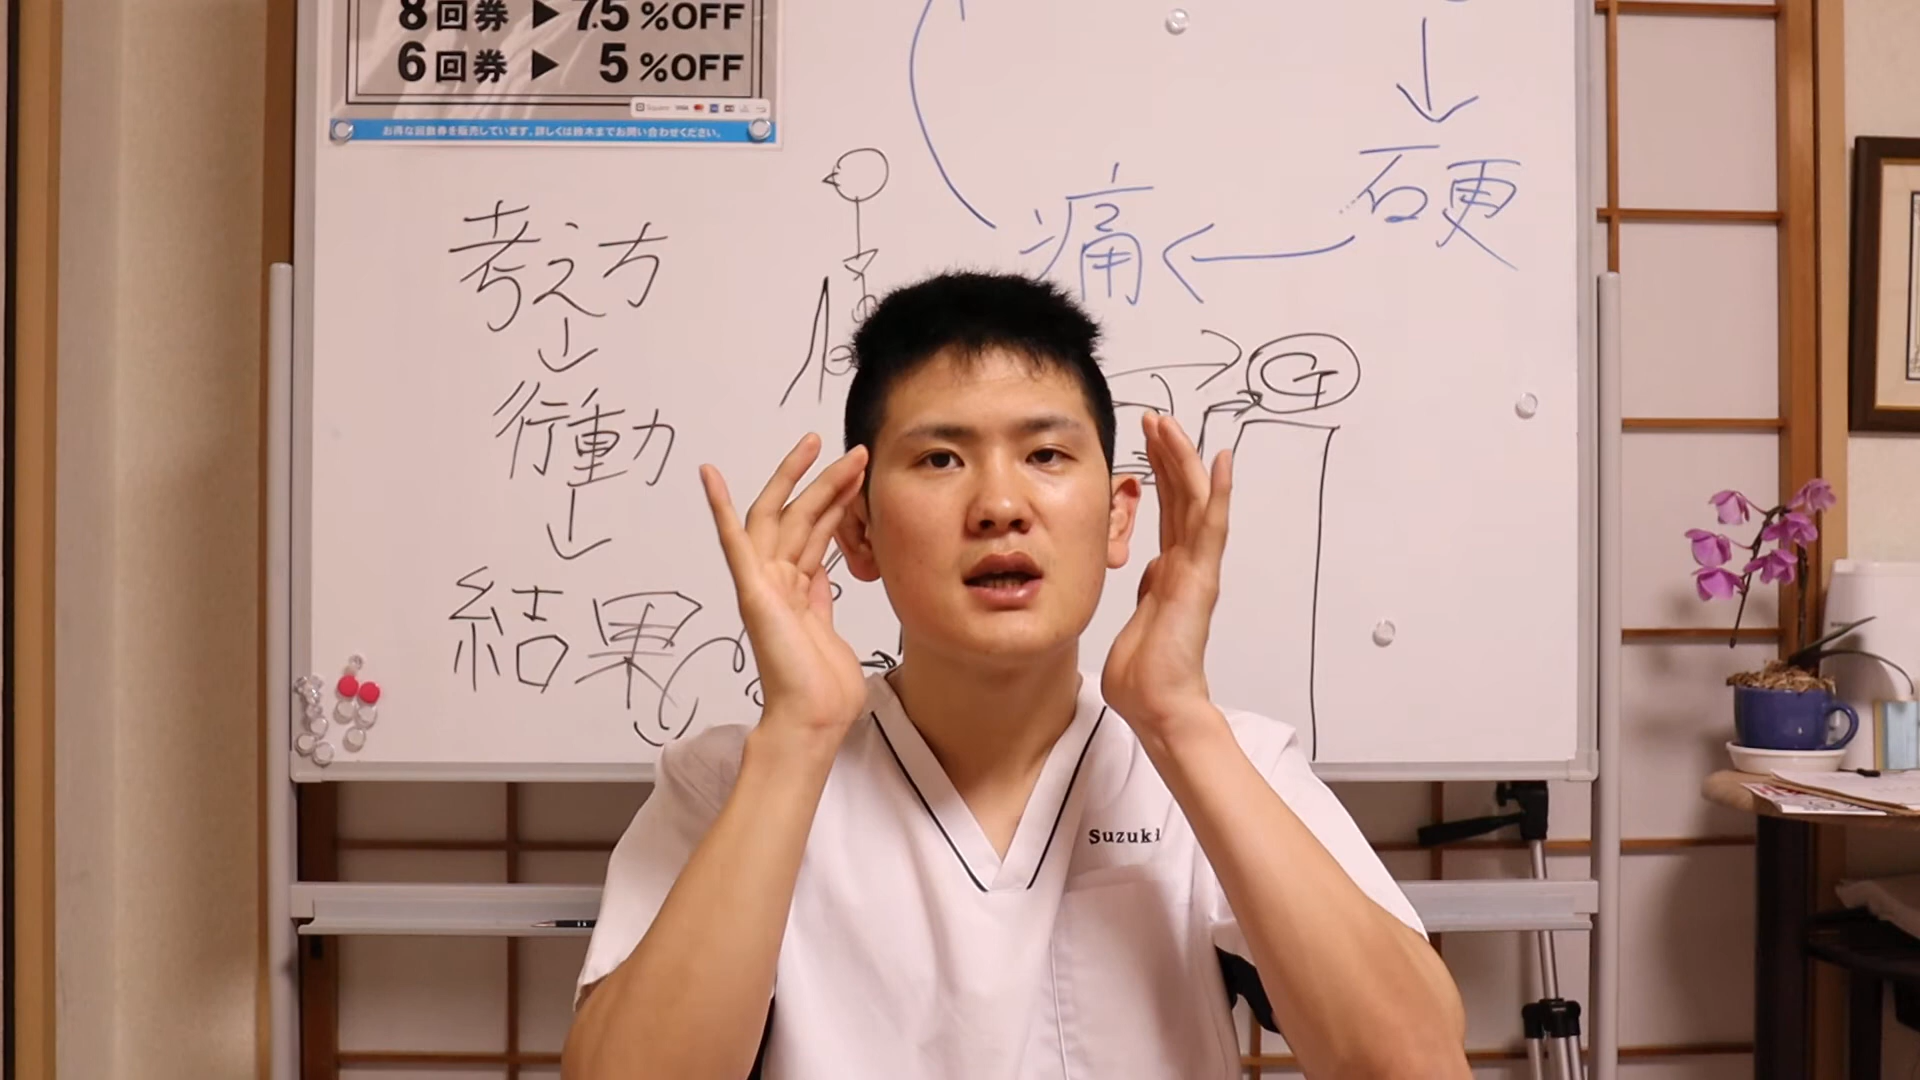 8回券 ▶ 7.5%OFF
6回券 ▶ 5%OFF
Square VISA
お得な回数券を販売しています。詳しくは鈴木までお問い合わせください。
硬
痛
考え方
行動
結果
G
Suzuki